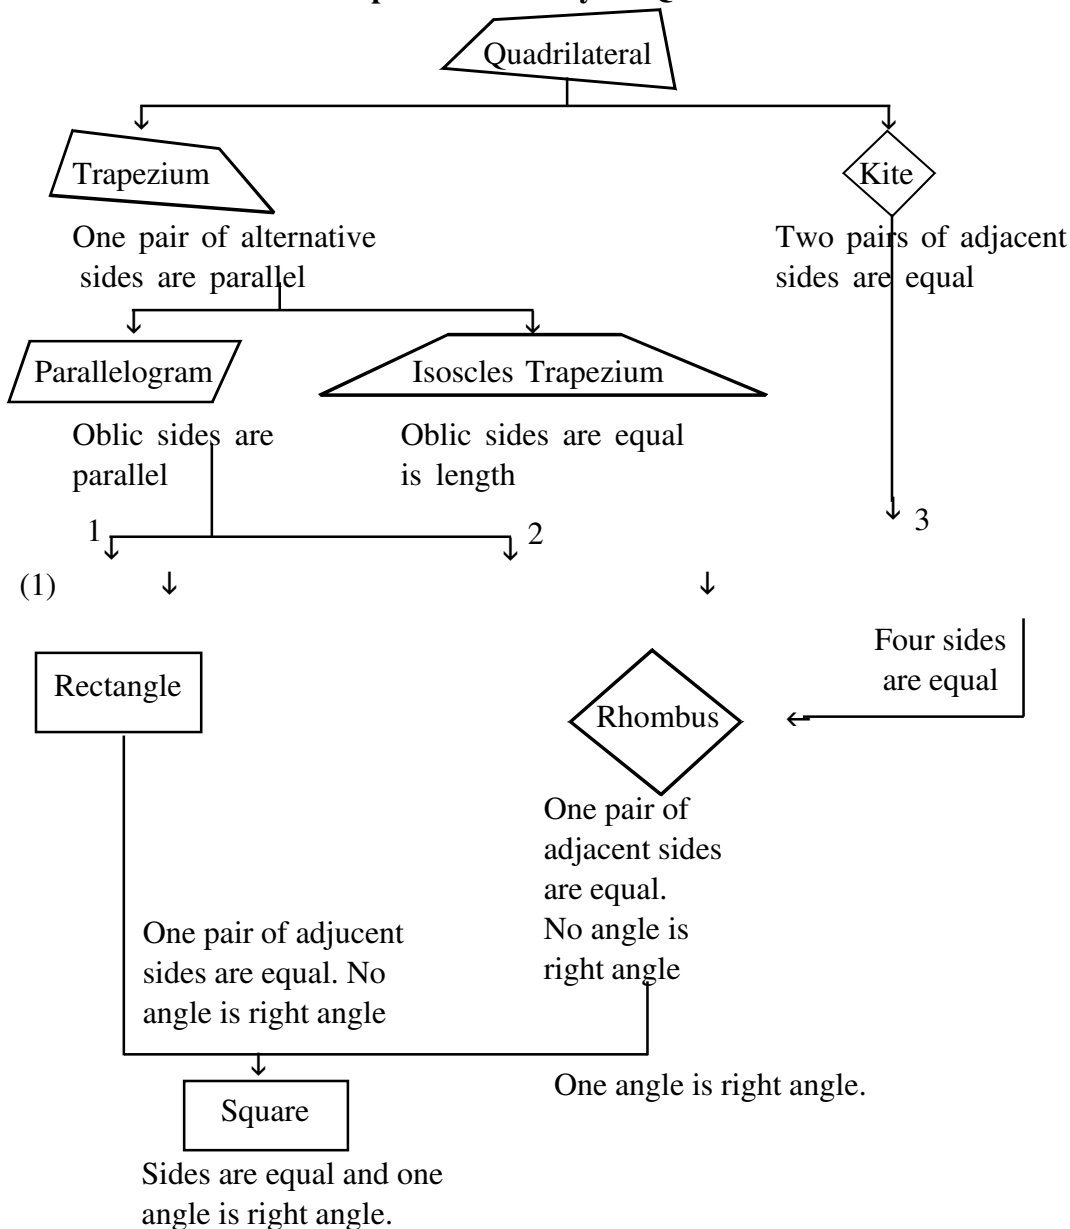 Quadrilateral
Trapezium
Kite
One pair of alternative
sides are parallel
Two pairs of adjacent
sides are equal
Parallelogram
Isoscles Trapezium
Oblic sides are
parallel
Oblic sides are equal
is length
1
2
3
(1)
Four sides
are equal
Rectangle
Rhombus
One pair of
adjacent sides
are equal.
No angle is
right angle
One pair of adjucent
sides are equal. No
angle is right angle
One angle is right angle.
Square
Sides are equal and one
angle is right angle.